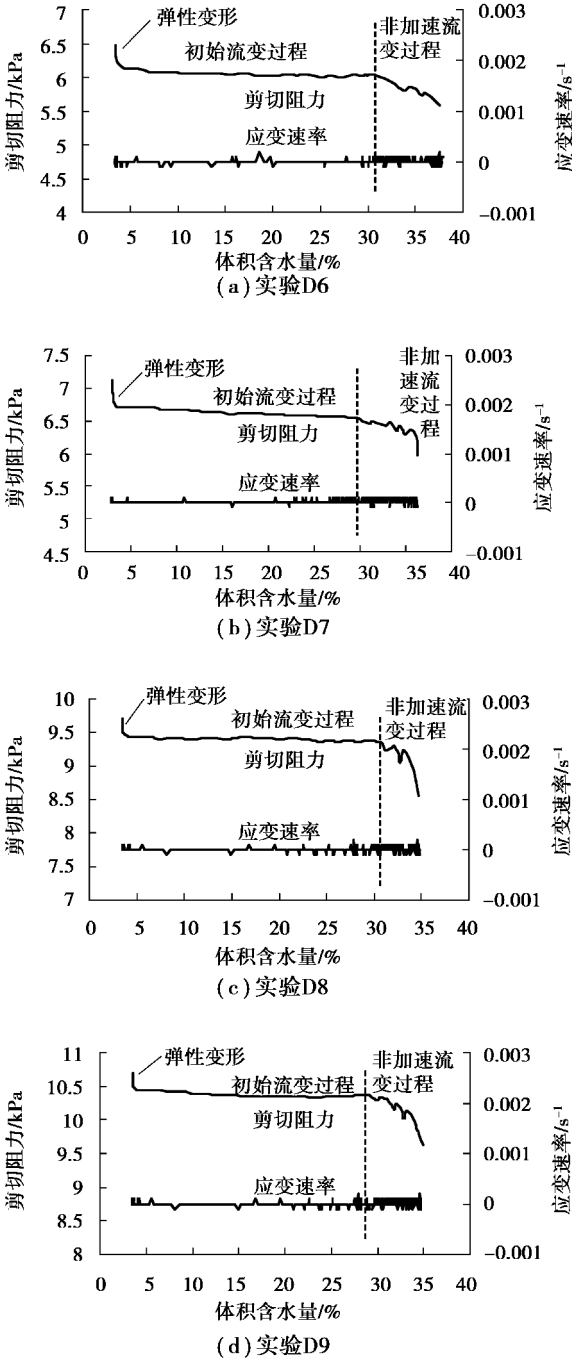 弹性变形
初始流变过程
非加速流
变过程
剪切阻力
应变速率
剪切阻力/kPa
7
6.5
6
5.5
5
4.5
4
应变速率/s⁻¹
0.003
0.002
0.001
0
−0.001
0 5 10 15 20 25 30 35 40
体积含水量/%
(a)实验D6
弹性变形
初始流变过程
非加
速流
变过
程
剪切阻力
应变速率
剪切阻力/kPa
7.5
7
6.5
6
5.5
5
4.5
应变速率/s⁻¹
0.003
0.002
0.001
0
−0.001
0 5 10 15 20 25 30 35 40
体积含水量/%
(b)实验D7
弹性变形
初始流变过程
非加速流
变过程
剪切阻力
应变速率
剪切阻力/kPa
10
9.5
9
8.5
8
7.5
7
应变速率/s⁻¹
0.003
0.002
0.001
0
−0.001
0 5 10 15 20 25 30 35 40
体积含水量/%
(c)实验D8
弹性变形
初始流变过程
非加速流
变过程
剪切阻力
应变速率
剪切阻力/kPa
11
10.5
10
9.5
9
8.5
8
应变速率/s⁻¹
0.003
0.002
0.001
0
−0.001
0 5 10 15 20 25 30 35 40
体积含水量/%
(d)实验D9